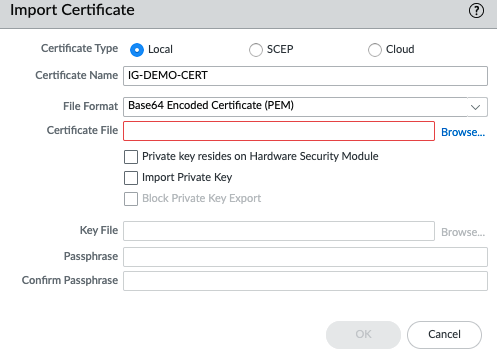 Import Certificate ?
Certificate Type Local SCEP Cloud
Certificate Name IG-DEMO-CERT
File Format Base64 Encoded Certificate (PEM)
Certificate File Browse...
Private key resides on Hardware Security Module
Import Private Key
Block Private Key Export
Key File Browse...
Passphrase
Confirm Passphrase
OK Cancel